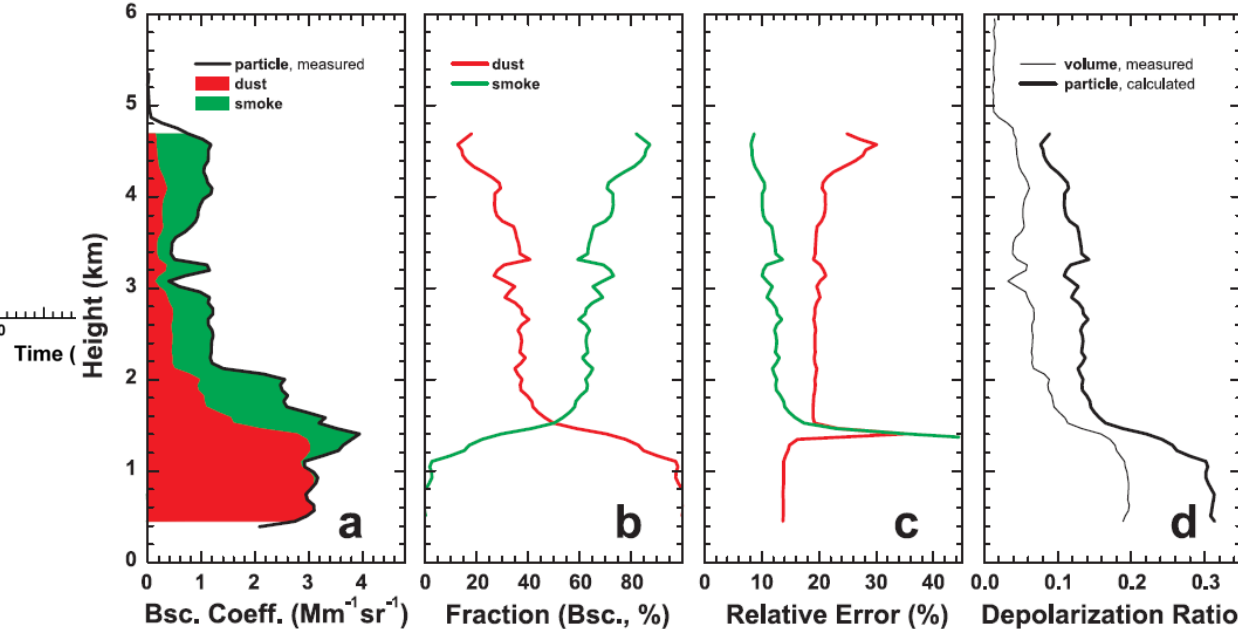 6
5
4
3
2
1
0
Height (km)
0
Time (
particle, measured
dust
smoke
a
0 1 2 3 4
Bsc. Coeff. (Mm⁻¹sr⁻¹)
dust
smoke
b
0 20 40 60 80
Fraction (Bsc., %)
c
0 10 20 30 40
Relative Error (%)
volume, measured
particle, calculated
d
0.0 0.1 0.2 0.3
Depolarization Ratio